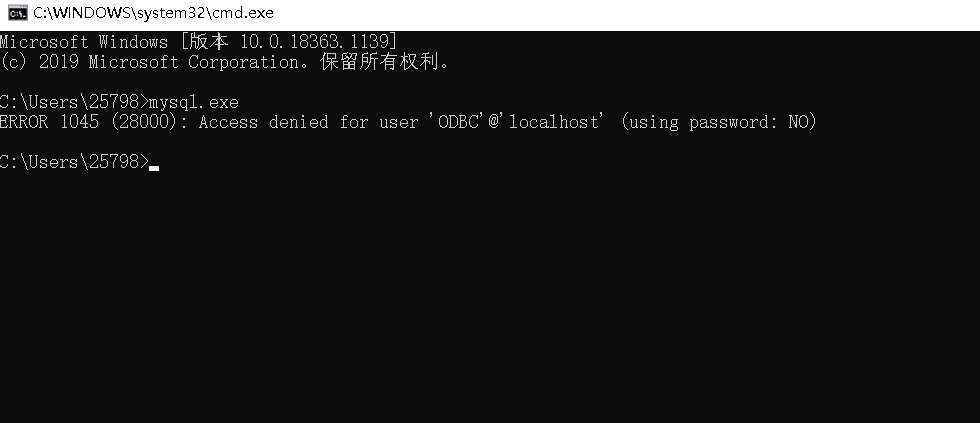 C:\WINDOWS\system32\cmd.exe
Microsoft Windows [版本 10.0.18363.1139]
(c) 2019 Microsoft Corporation。保留所有权利。
C:\Users\25798>mysql.exe
ERROR 1045 (28000): Access denied for user 'ODBC'@'localhost' (using password: NO)
C:\Users\25798>